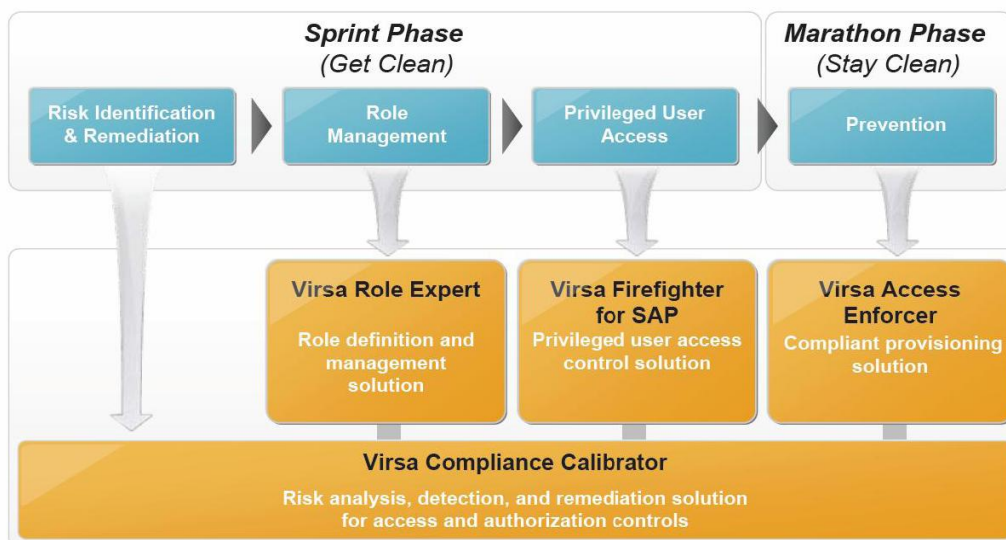 Sprint Phase
(Get Clean)
Marathon Phase
(Stay Clean)
Risk Identification
& Remediation
Role
Management
Privileged User
Access
Prevention
Virsa Role Expert
Role definition and
management
solution
Virsa Firefighter
for SAP
Privileged user access
control solution
Virsa Access
Enforcer
Compliant provisioning
solution
Virsa Compliance Calibrator
Risk analysis, detection, and remediation solution
for access and authorization controls